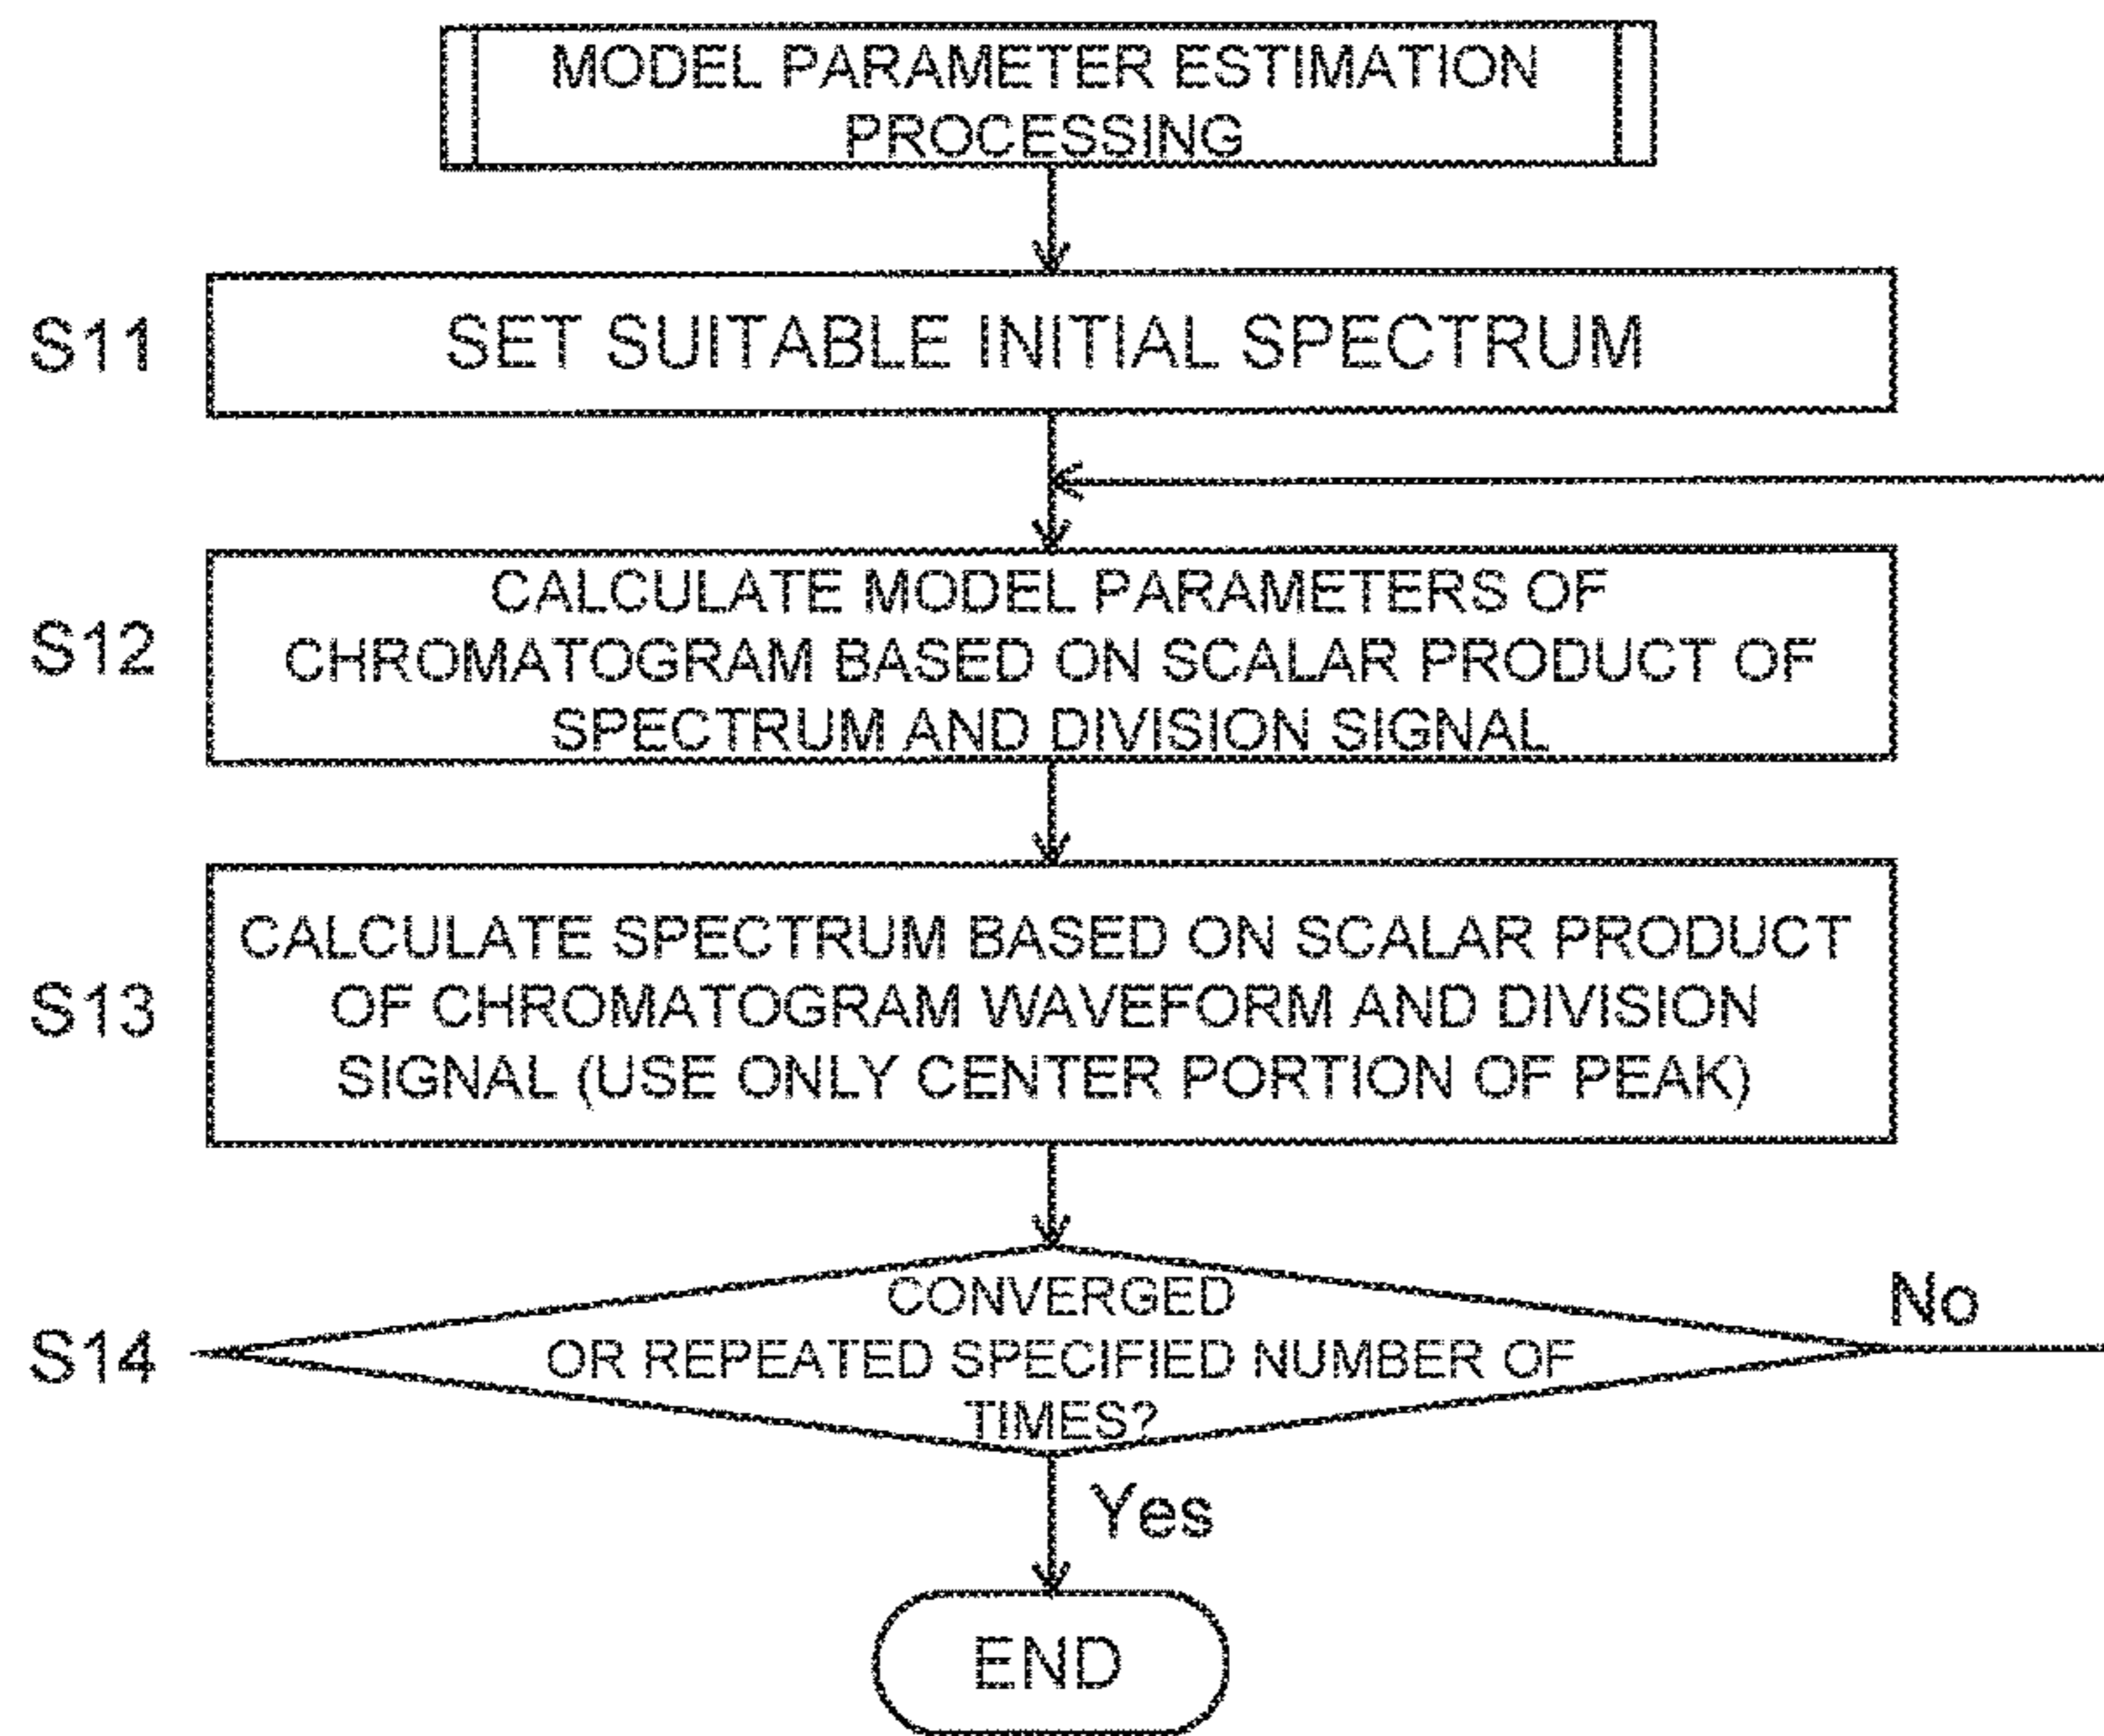 MODEL PARAMETER ESTIMATION
PROCESSING
S11
SET SUITABLE INITIAL SPECTRUM
S12
CALCULATE MODEL PARAMETERS OF
CHROMATOGRAM BASED ON SCALAR PRODUCT OF
SPECTRUM AND DIVISION SIGNAL
S13
CALCULATE SPECTRUM BASED ON SCALAR PRODUCT
OF CHROMATOGRAM WAVEFORM AND DIVISION
SIGNAL (USE ONLY CENTER PORTION OF PEAK)
S14
CONVERGED
OR REPEATED SPECIFIED NUMBER OF
TIMES?
No
Yes
END